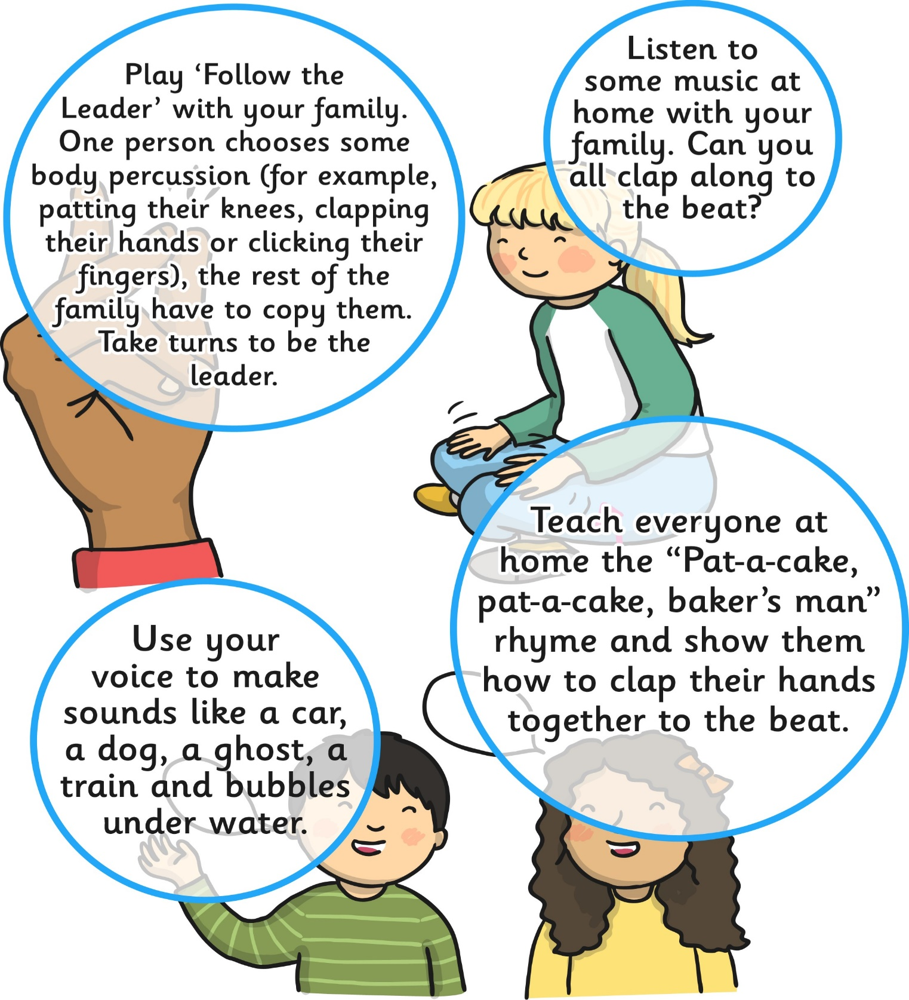 Play ‘Follow the
Leader’ with your family.
One person chooses some
body percussion (for example,
patting their knees, clapping
their hands or clicking their
fingers), the rest of the
family have to copy them.
Take turns to be the
leader.
Listen to
some music at
home with your
family. Can you
all clap along to
the beat?
Teach everyone at
home the “Pat-a-cake,
pat-a-cake, baker’s man”
rhyme and show them
how to clap their hands
together to the beat.
Use your
voice to make
sounds like a car,
a dog, a ghost, a
train and bubbles
under water.